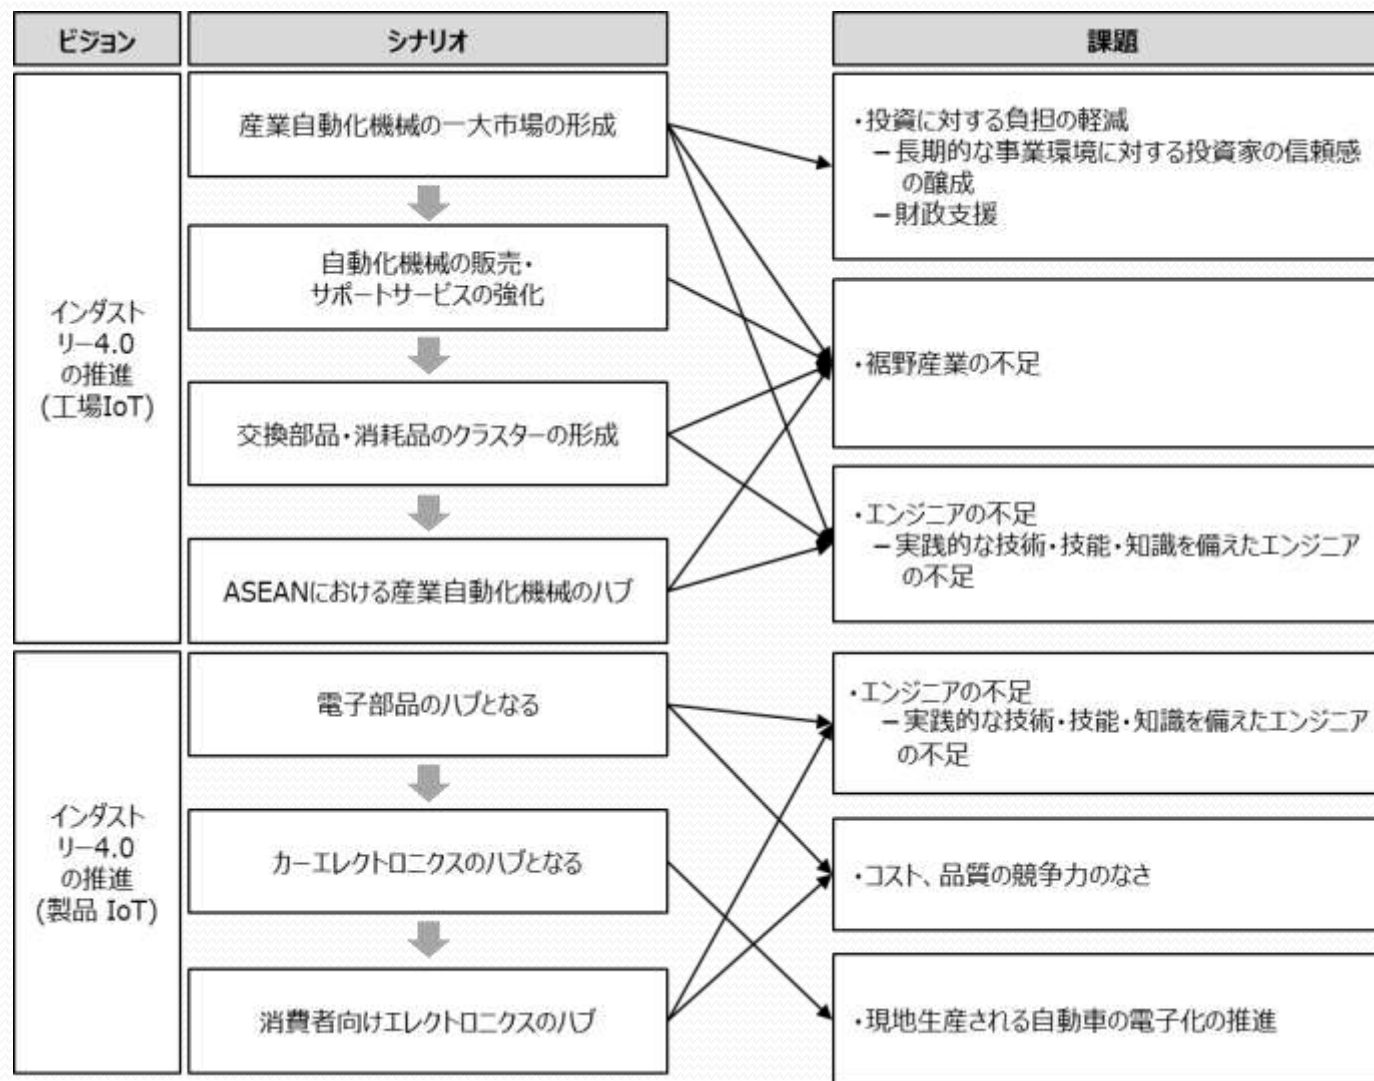 ビジョン
シナリオ
課題
インダスト
リー4.0
の推進
(工場IoT)
産業自動化機械の一大市場の形成
自動化機械の販売・
サポートサービスの強化
交換部品・消耗品のクラスターの形成
ASEANにおける産業自動化機械のハブ
・投資に対する負担の軽減
－長期的な事業環境に対する投資家の信頼感
の醸成
－財政支援
・裾野産業の不足
・エンジニアの不足
－実践的な技術・技能・知識を備えたエンジニア
の不足
インダスト
リー4.0
の推進
(製品 IoT)
電子部品のハブとなる
カーエレクトロニクスのハブとなる
消費者向けエレクトロニクスのハブ
・エンジニアの不足
－実践的な技術・技能・知識を備えたエンジニア
の不足
・コスト、品質の競争力のなさ
・現地生産される自動車の電子化の推進